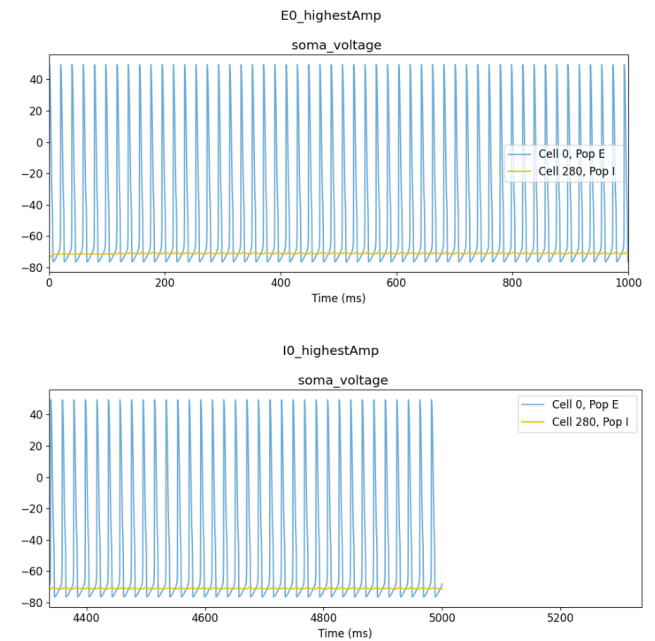 E0_highestAmp
soma_voltage
40
20
0
−20
−40
−60
−80
Cell 0, Pop E
Cell 280, Pop I
0 200 400 600 800 1000
Time (ms)
I0_highestAmp
soma_voltage
40
20
0
−20
−40
−60
−80
Cell 0, Pop E
Cell 280, Pop I
4400 4600 4800 5000 5200
Time (ms)